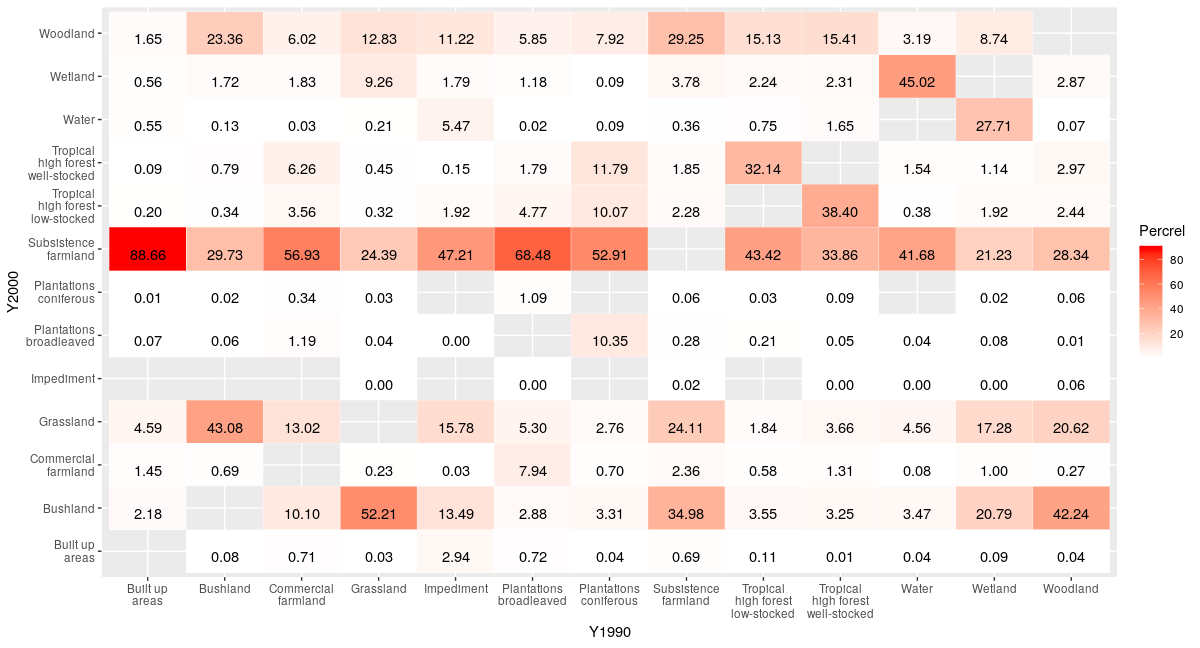 Woodland 1.65 23.36 6.02 12.83 11.22 5.85 7.92 29.25 15.13 15.41 3.19 8.74
Wetland 0.56 1.72 1.83 9.26 1.79 1.18 0.09 3.78 2.24 2.31 45.02 2.87
Water 0.55 0.13 0.03 0.21 5.47 0.02 0.09 0.36 0.75 1.65 27.71 0.07
Tropical
high forest
well-stocked
0.09 0.79 6.26 0.45 0.15 1.79 11.79 1.85 32.14 1.54 1.14 2.97
Tropical
high forest
low-stocked
0.20 0.34 3.56 0.32 1.92 4.77 10.07 2.28 38.40 0.38 1.92 2.44
Subsistence
farmland
88.66 29.73 56.93 24.39 47.21 68.48 52.91 43.42 33.86 41.68 21.23 28.34
Plantations
coniferous
0.01 0.02 0.34 0.03 1.09 0.06 0.03 0.09 0.02 0.06
Plantations
broadleaved
0.07 0.06 1.19 0.04 0.00 10.35 0.28 0.21 0.05 0.04 0.08 0.01
Impediment 0.00 0.00 0.02 0.00 0.00 0.00 0.06
Grassland 4.59 43.08 13.02 15.78 5.30 2.76 24.11 1.84 3.66 4.56 17.28 20.62
Commercial
farmland
1.45 0.69 0.23 0.03 7.94 0.70 2.36 0.58 1.31 0.08 1.00 0.27
Bushland 2.18 10.10 52.21 13.49 2.88 3.31 34.98 3.55 3.25 3.47 20.79 42.24
Built up
areas
0.08 0.71 0.03 2.94 0.72 0.04 0.69 0.11 0.01 0.04 0.09 0.04
Y2000
Built up
areas
Bushland
Commercial
farmland
Grassland
Impediment
Plantations
broadleaved
Plantations
coniferous
Subsistence
farmland
Tropical
high forest
low-stocked
Tropical
high forest
well-stocked
Water
Wetland
Woodland
Y1990
Percrel
80
60
40
20